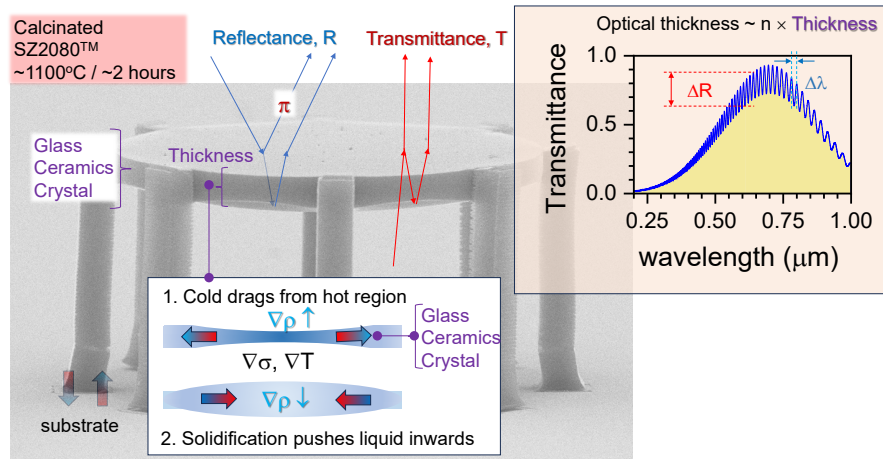 Calcinated
SZ2080™
~1100ºC / ~2 hours
Reflectance, R
Transmittance, T
π
Glass
Ceramics
Crystal
Thickness
Optical thickness ~ n × Thickness
1.0
0.5
0.0
Transmittance
ΔR
Δλ
0.25 0.50 0.75 1.00
wavelength (μm)
1. Cold drags from hot region
∇ρ ↑
∇σ, ∇T
∇ρ ↓
2. Solidification pushes liquid inwards
Glass
Ceramics
Crystal
substrate